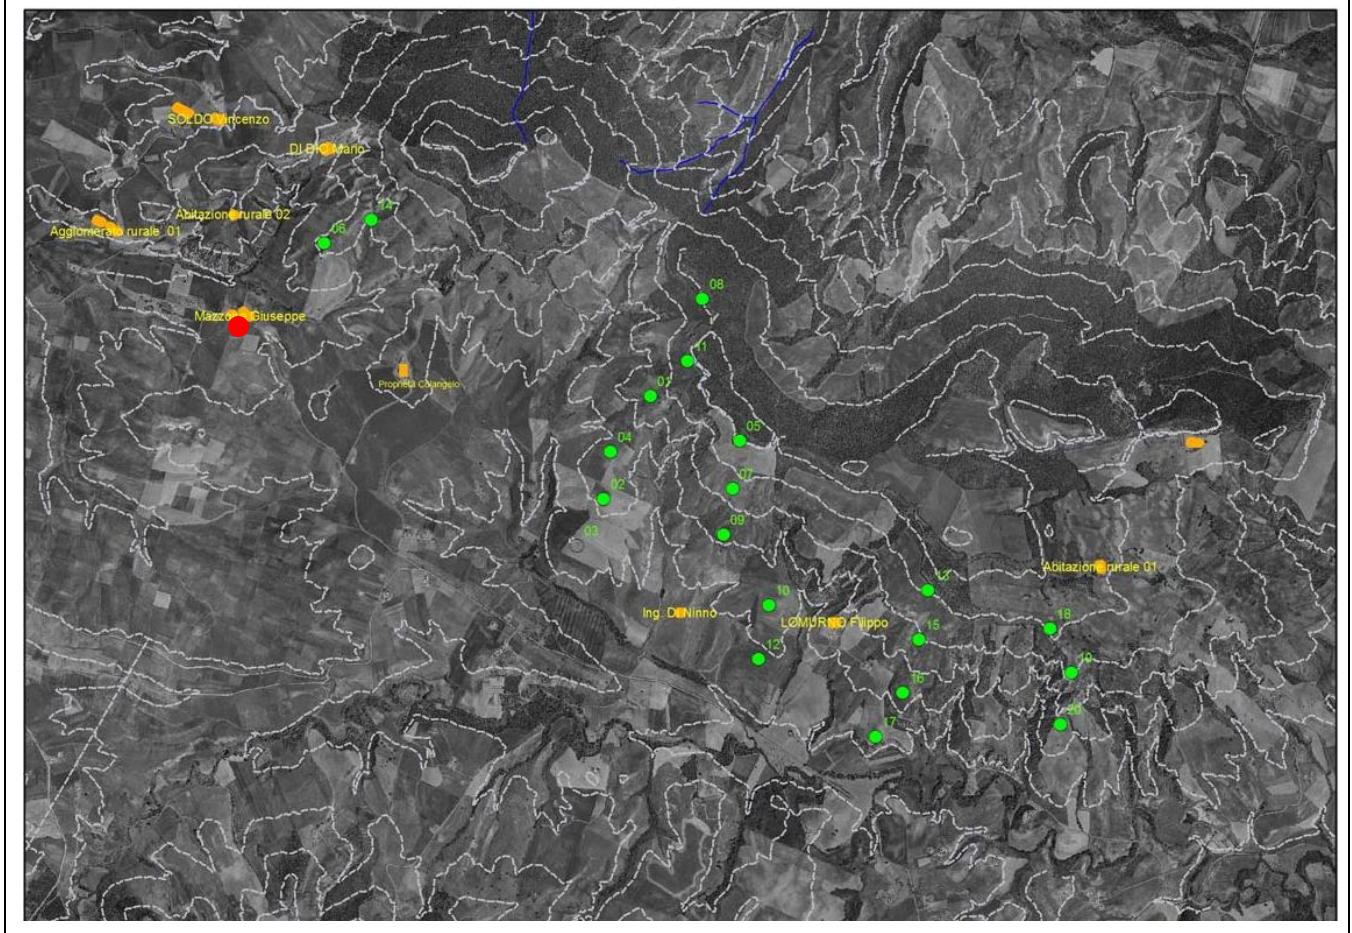 SOLDO Vincenzo
DI DIO Mario
Abitazione rurale 02
14
Agglomerato rurale 01
06
08
Mazzo Giuseppe
11
Proprietà Colangelo
01
05
04
07
02
03
09
Abitazione rurale 01
13
10
Ing. Di Ninno
LOMURNO Filippo
18
15
12
19
16
20
17